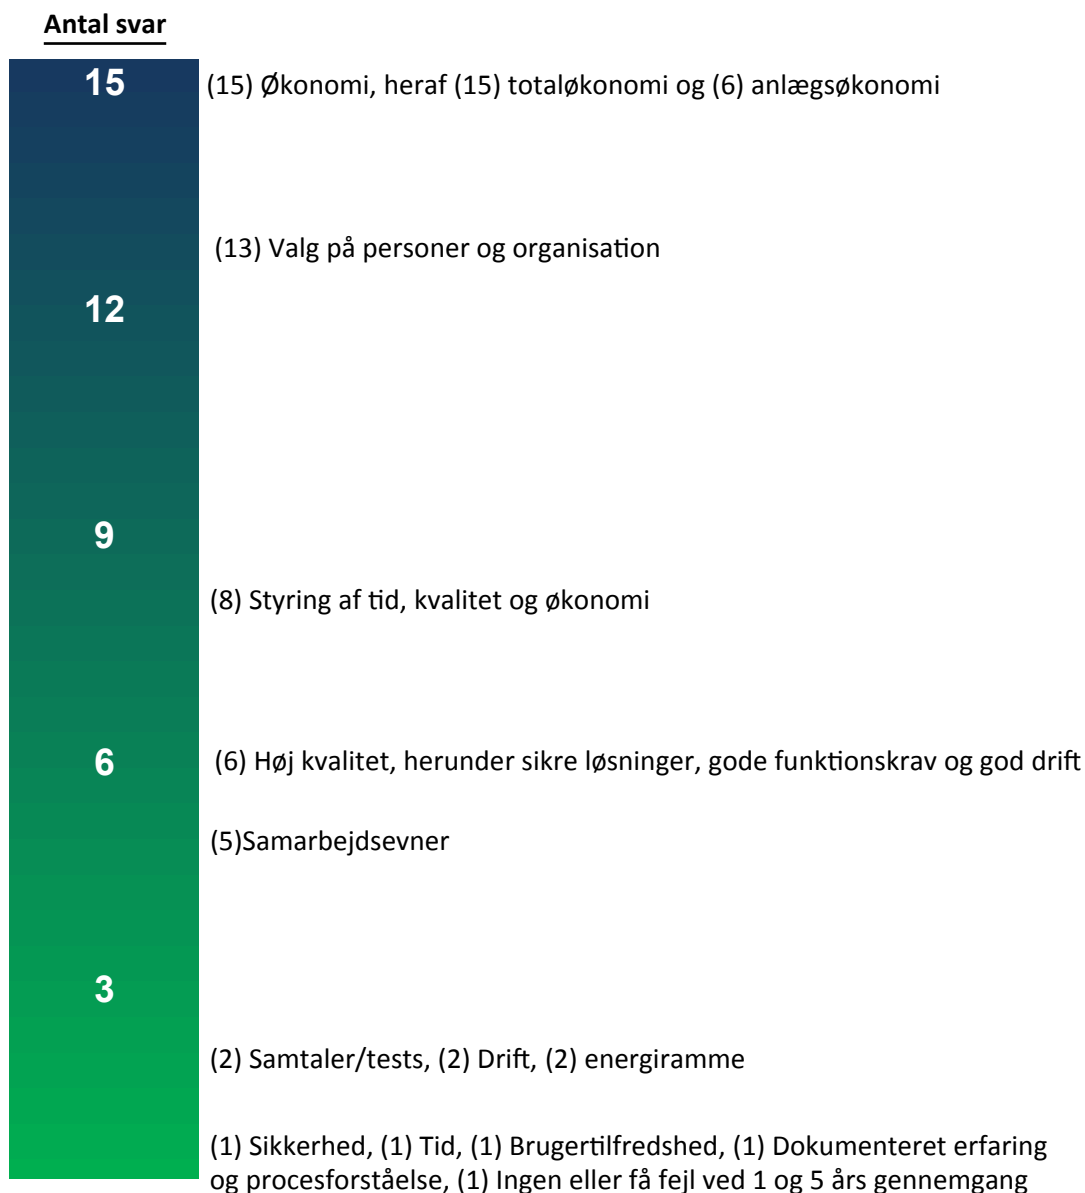 Antal svar
15
(15) Økonomi, heraf (15) totaløkonomi og (6) anlægsøkonomi
(13) Valg på personer og organisation
12
9
(8) Styring af tid, kvalitet og økonomi
6
(6) Høj kvalitet, herunder sikre løsninger, gode funktionskrav og god drift
(5)Samarbejdsevner
3
(2) Samtaler/tests, (2) Drift, (2) energiramme
(1) Sikkerhed, (1) Tid, (1) Brugertilfredshed, (1) Dokumenteret erfaring
og procesforståelse, (1) Ingen eller få fejl ved 1 og 5 års gennemgang